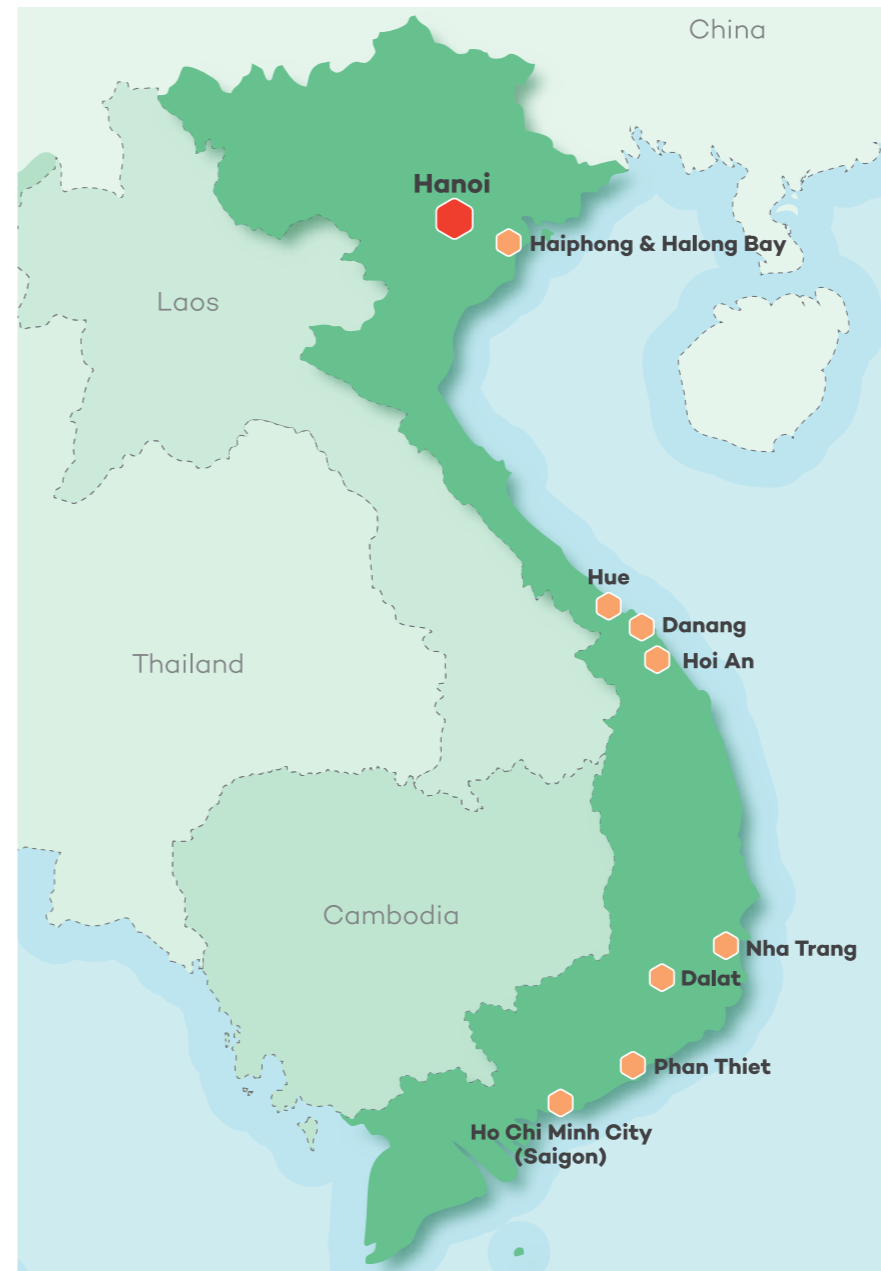 China
Hanoi
Haiphong & Halong Bay
Laos
Hue
Danang
Hoi An
Thailand
Cambodia
Nha Trang
Dalat
Phan Thiet
Ho Chi Minh City
(Saigon)